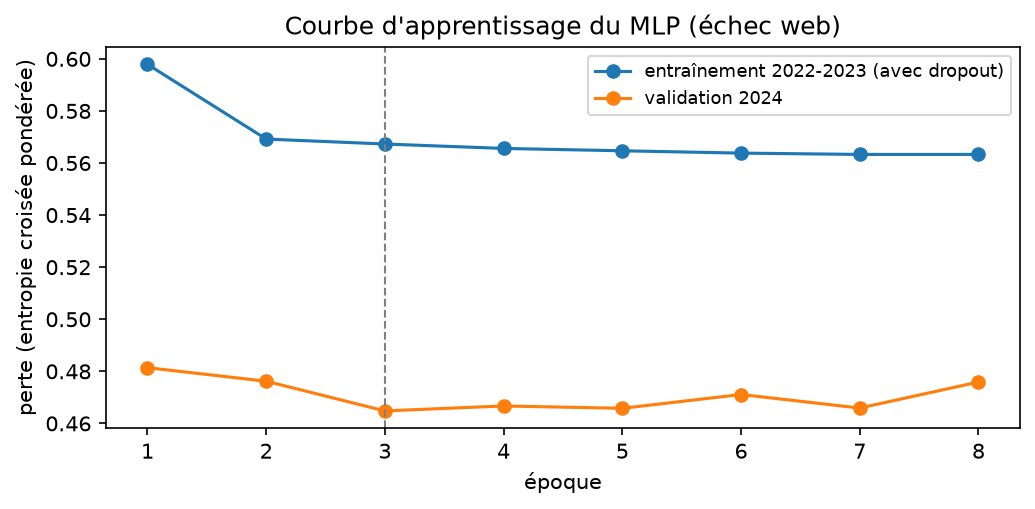 Courbe d'apprentissage du MLP (échec web)
perte (entropie croisée pondérée)
0.60
0.58
0.56
0.54
0.52
0.50
0.48
0.46
entraînement 2022-2023 (avec dropout)
validation 2024
1 2 3 4 5 6 7 8
époque